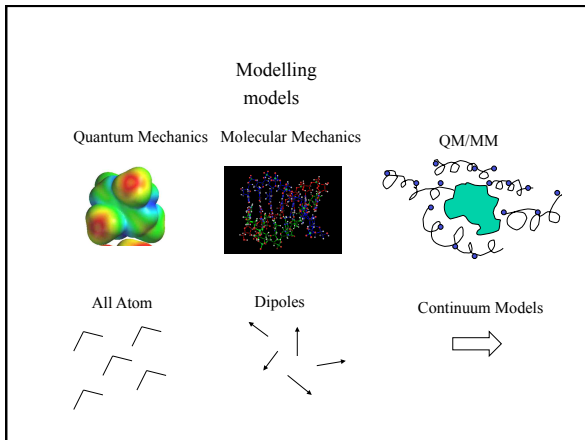 Modelling
models
Quantum Mechanics
Molecular Mechanics
QM/MM
All Atom
Dipoles
Continuum Models